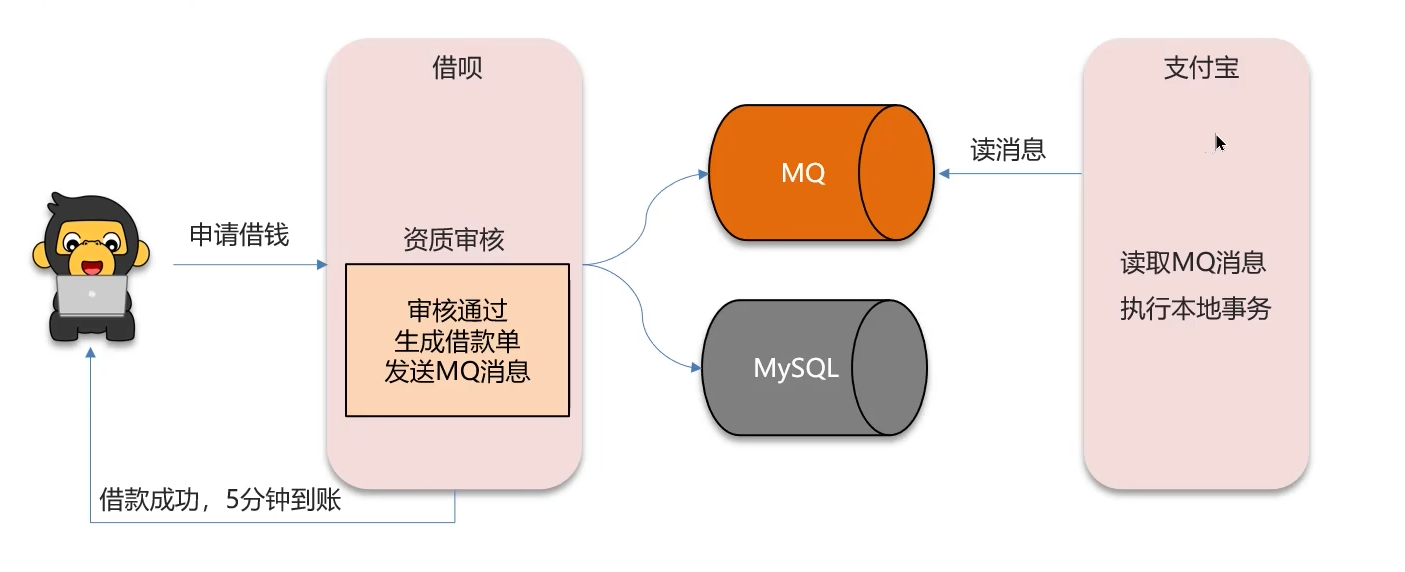 借呗
支付宝
申请借钱
资质审核
审核通过
生成借款单
发送MQ消息
MQ
读消息
MySQL
读取MQ消息
执行本地事务
借款成功，5分钟到账